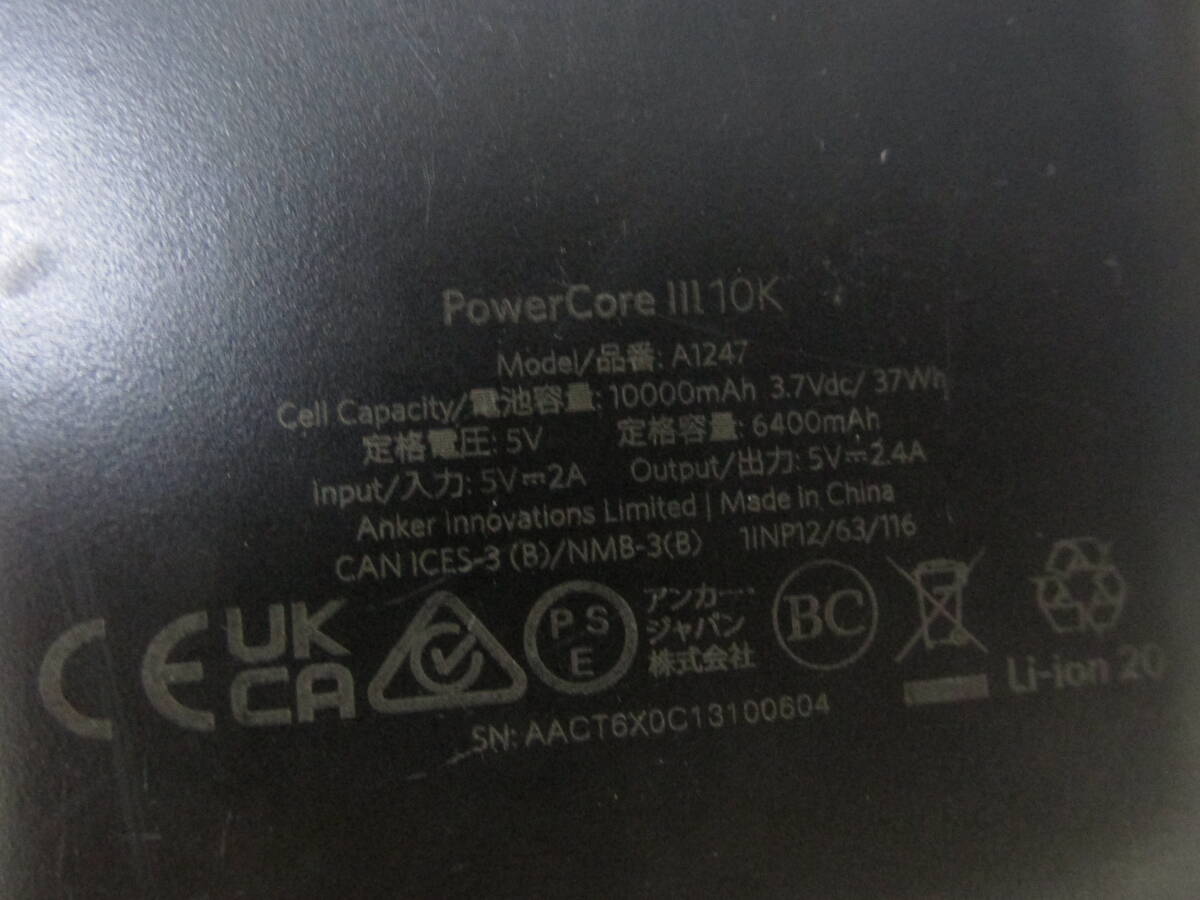 PowerCore III 10K
Model/品番: A1247
Cell Capacity/電池容量: 10000mAh 3.7Vdc/ 37Wh
定格電圧: 5V 定格容量: 6400mAh
Input/入力: 5V⎓2A Output/出力: 5V⎓2.4A
Anker Innovations Limited | Made in China
CAN ICES-3 (B)/NMB-3(B) 1INP12/63/116
CE UK
CA
PS
E
アンカー・
ジャパン
株式会社
BC
Li-ion 20
SN: AACT6X0C13100604